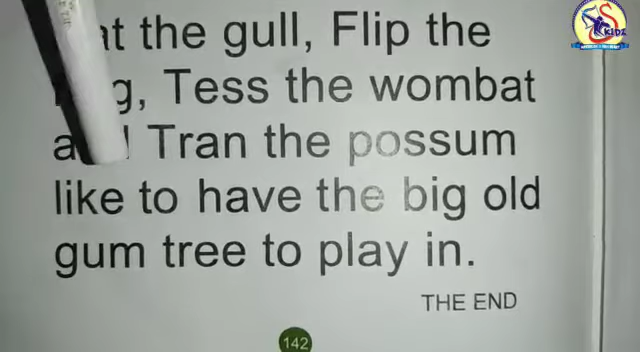 the gull, Flip the
Tess the wombat
Tran the possum
like to have the big old
gum tree to play in.
THE END
142
KIDZ